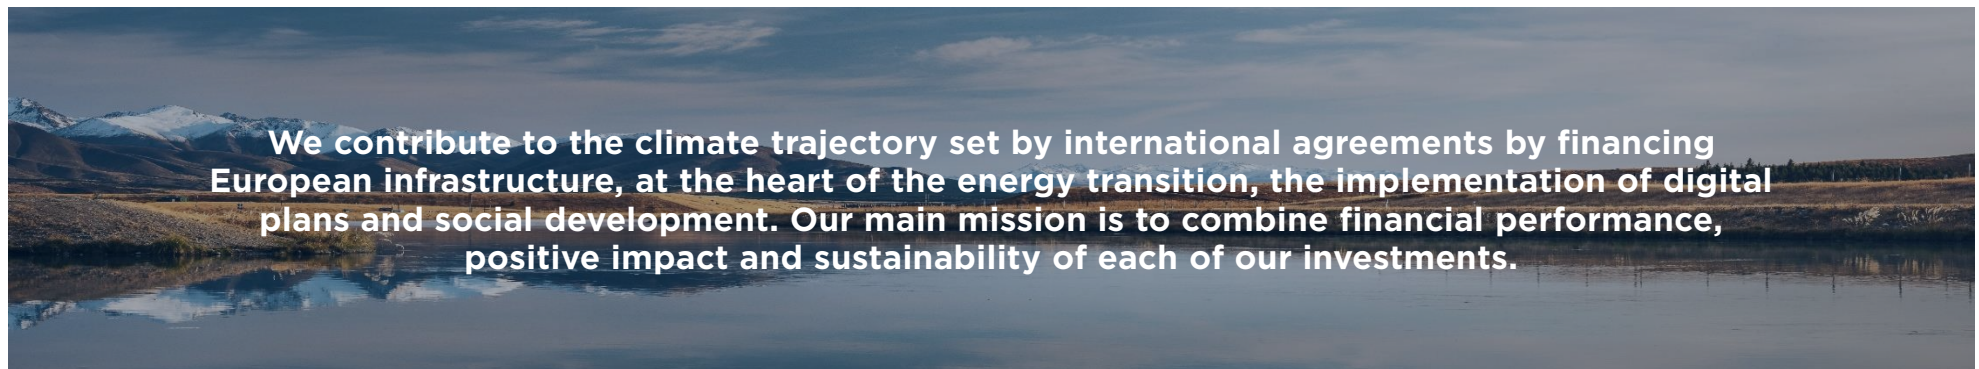 We contribute to the climate trajectory set by international agreements by financing
European infrastructure, at the heart of the energy transition, the implementation of digital
plans and social development. Our main mission is to combine financial performance,
positive impact and sustainability of each of our investments.